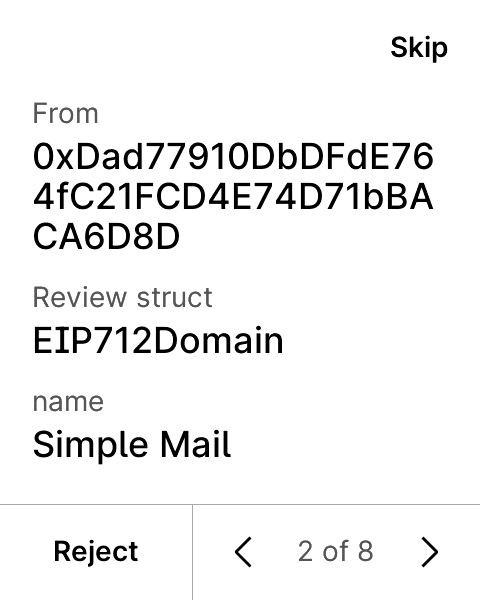 Skip
From
0xDad77910DbDFdE76
4fC21FCD4E74D71bBA
CA6D8D
Review struct
EIP712Domain
name
Simple Mail
Reject
2 of 8